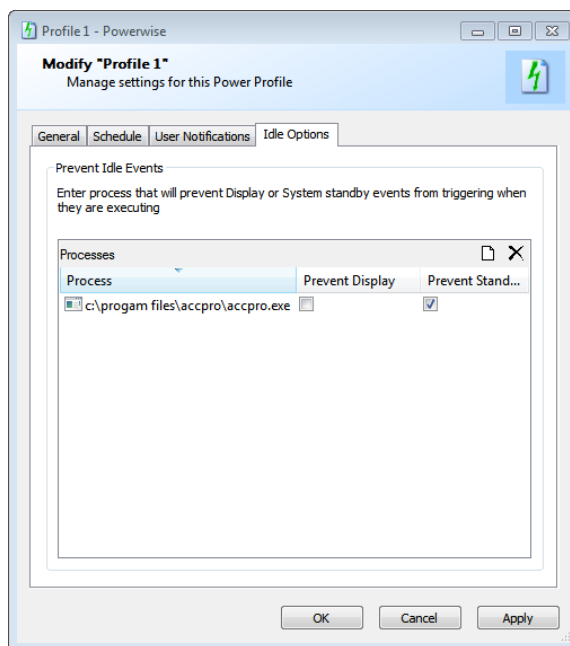 Profile 1 - Powerwise
Modify "Profile 1"
Manage settings for this Power Profile
General Schedule User Notifications Idle Options
Prevent Idle Events
Enter process that will prevent Display or System standby events from triggering when
they are executing
Processes
Process Prevent Display Prevent Stand...
c:\progam files\accpro\accpro.exe
OK Cancel Apply